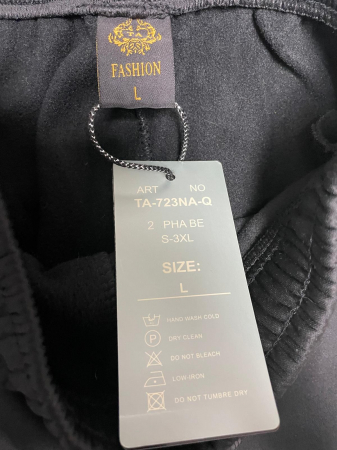 FASHION
L
ART NO
TA-723NA-Q
2 PHA BE
S-3XL
SIZE:
L
HAND WASH COLD
P DRY CLEAN
DO NOT BLEACH
LOW-IRON
DO NOT TUMBRE DRY